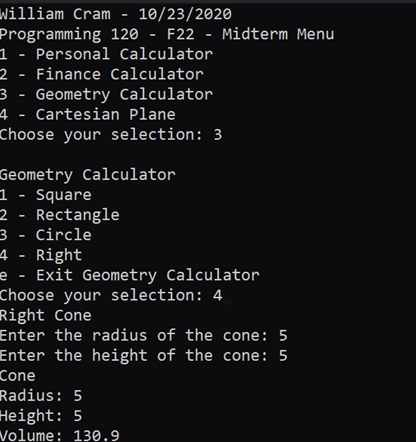 William Cram - 10/23/2020
Programming 120 - F22 - Midterm Menu
1 - Personal Calculator
2 - Finance Calculator
3 - Geometry Calculator
4 - Cartesian Plane
Choose your selection: 3
Geometry Calculator
1 - Square
2 - Rectangle
3 - Circle
4 - Right
e - Exit Geometry Calculator
Choose your selection: 4
Right Cone
Enter the radius of the cone: 5
Enter the height of the cone: 5
Cone
Radius: 5
Height: 5
Volume: 130.9